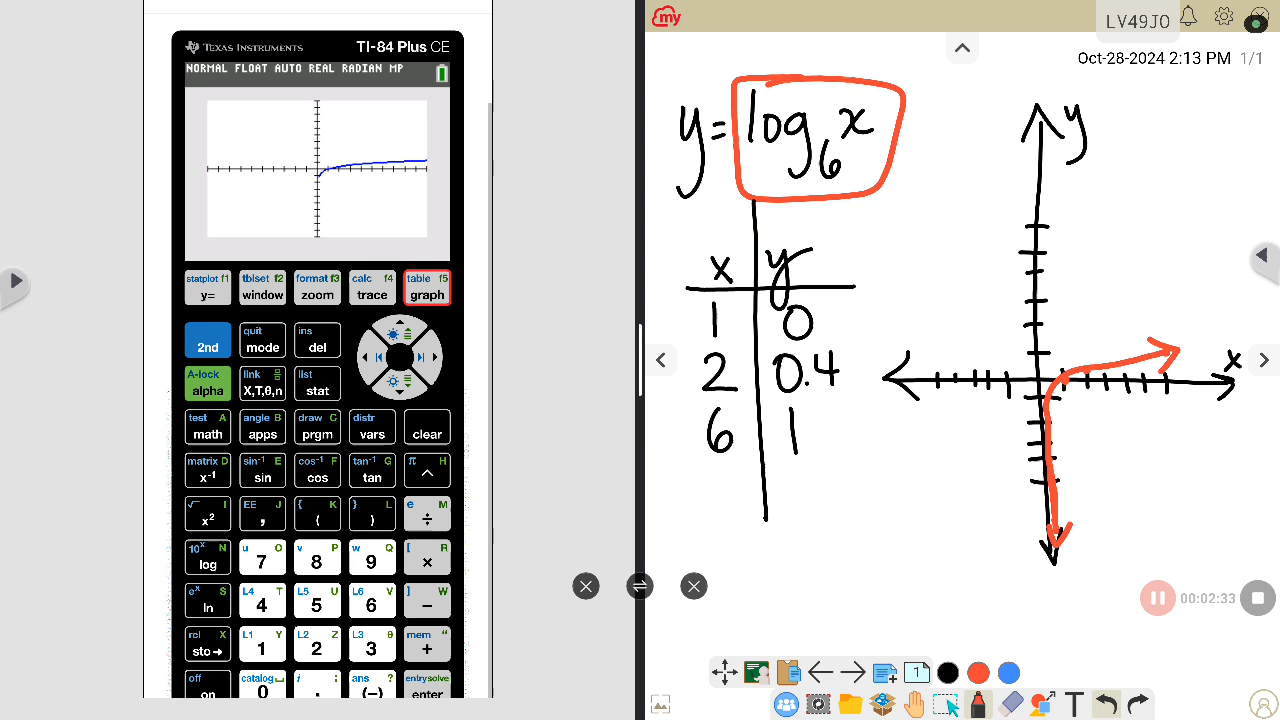 TEXAS INSTRUMENTS TI-84 Plus CE
NORMAL FLOAT AUTO REAL RADIAN MP
statplot f1 tblset f2 format f3 calc f4 table f5
y= window zoom trace graph
quit ins
2nd mode del
A-lock link list
alpha X,T,θ,n stat
test A angle B draw C distr
math apps prgm vars clear
matrix D sin⁻¹ E cos⁻¹ F tan⁻¹ G π H
x⁻¹ sin cos tan ^
√ I EE J { K } L e M
x² , ( ) ÷
10ˣ N u O v P w Q [ R
log 7 8 9 ×
eˣ S L4 T L5 U L6 V ] W
ln 4 5 6 −
rcl X L1 Y L2 Z L3 θ mem "
sto→ 1 2 3 +
off catalog i : ans ? entry solve
on 0 . (−) enter
my
LV49JO
Oct-28-2024 2:13 PM 1/1
y = log₆ x
x y
1 0
2 0.4
6 1
y
x
00:02:33
1
T